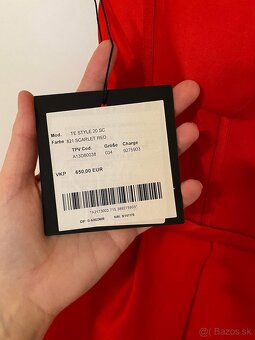 Mod. TE STYLE 20 SC
Farbe 821 SCARLET RED
TPV Cod. Größe Charge
A13D80038 034 9275903
VKP 650,00 EUR
© Bazos.sk